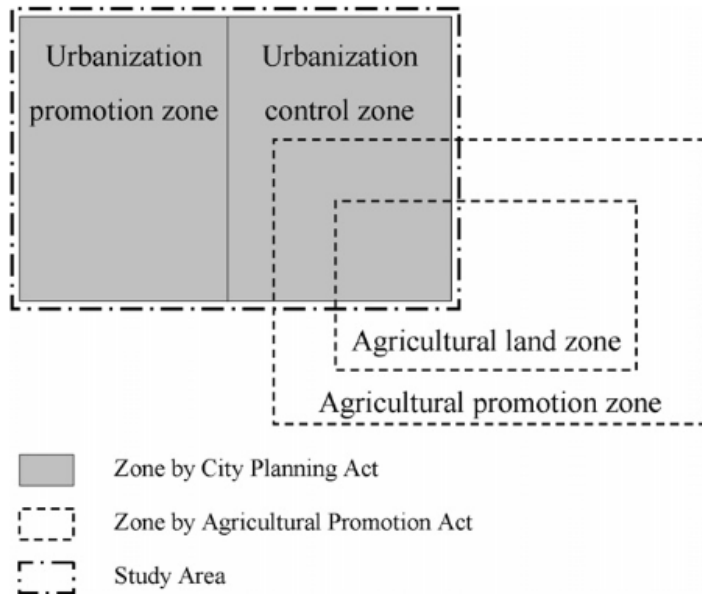 Urbanization
promotion zone
Urbanization
control zone
Agricultural land zone
Agricultural promotion zone
Zone by City Planning Act
Zone by Agricultural Promotion Act
Study Area